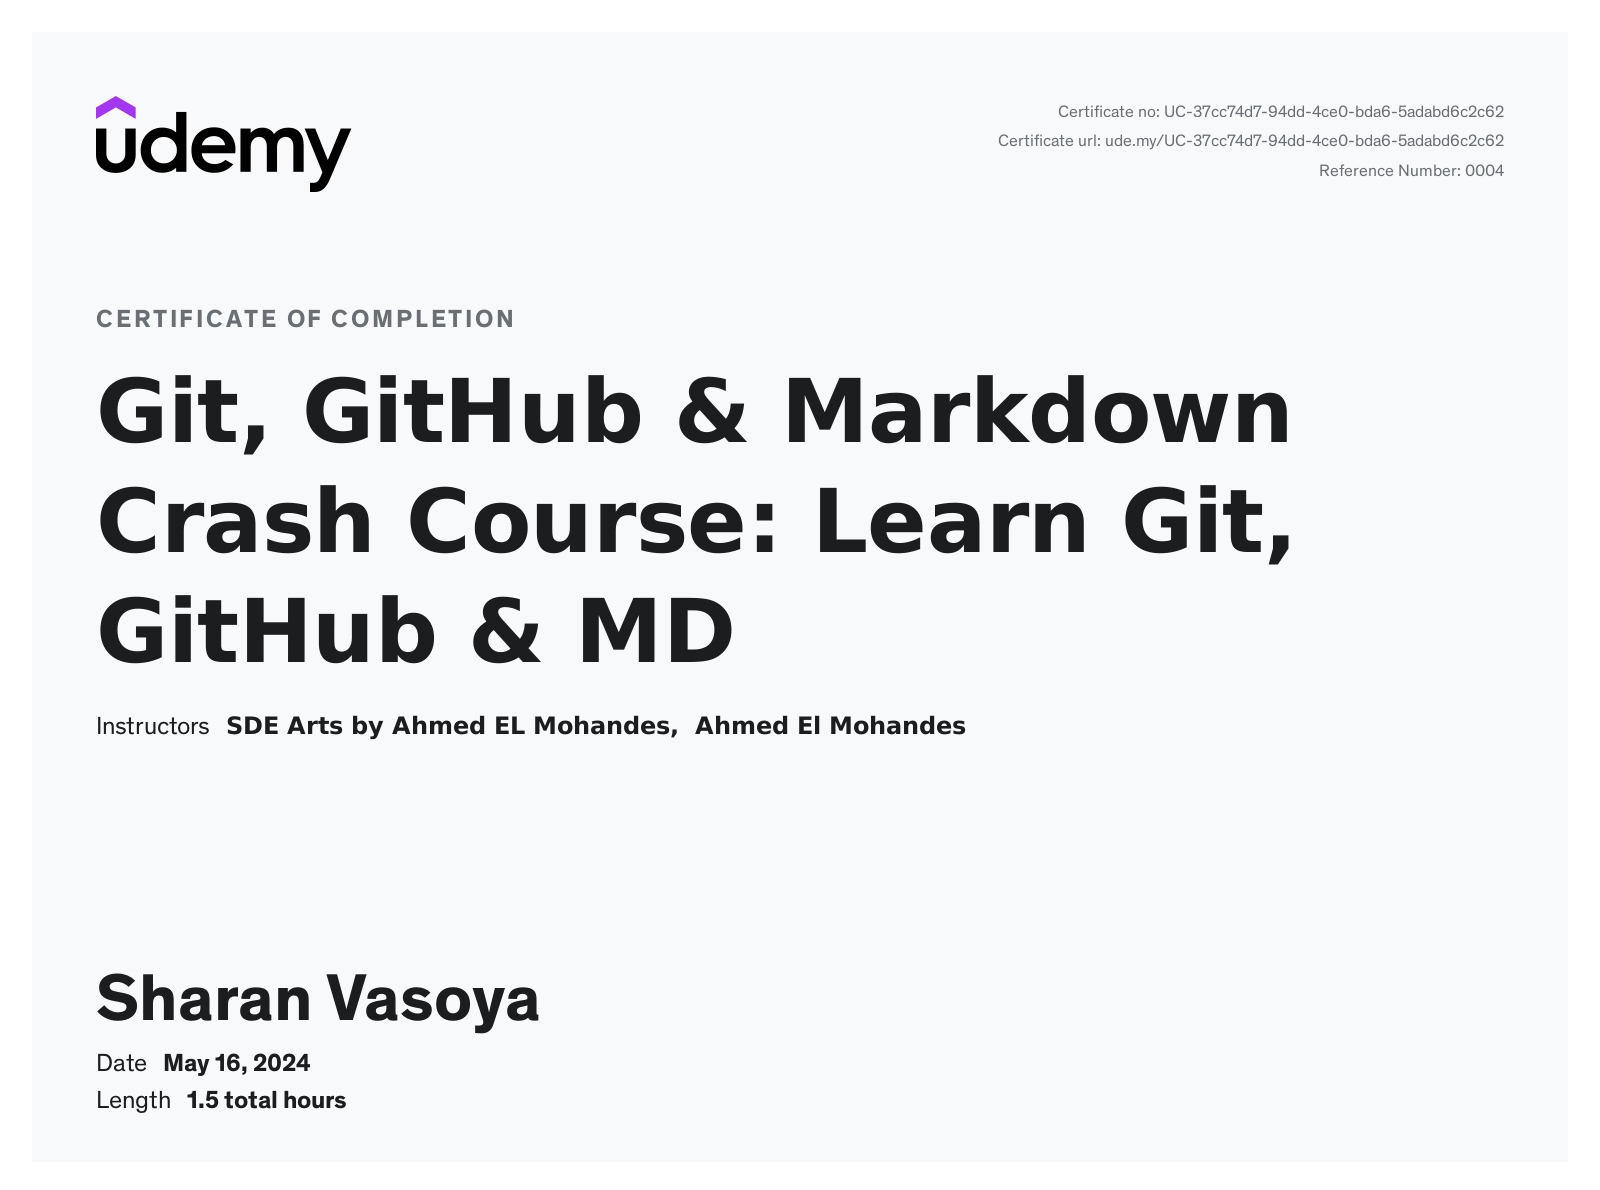 udemy
Certificate no: UC-37cc74d7-94dd-4ce0-bda6-5adabd6c2c62
Certificate url: ude.my/UC-37cc74d7-94dd-4ce0-bda6-5adabd6c2c62
Reference Number: 0004
CERTIFICATE OF COMPLETION
Git, GitHub & Markdown
Crash Course: Learn Git,
GitHub & MD
Instructors SDE Arts by Ahmed EL Mohandes, Ahmed El Mohandes
Sharan Vasoya
Date May 16, 2024
Length 1.5 total hours